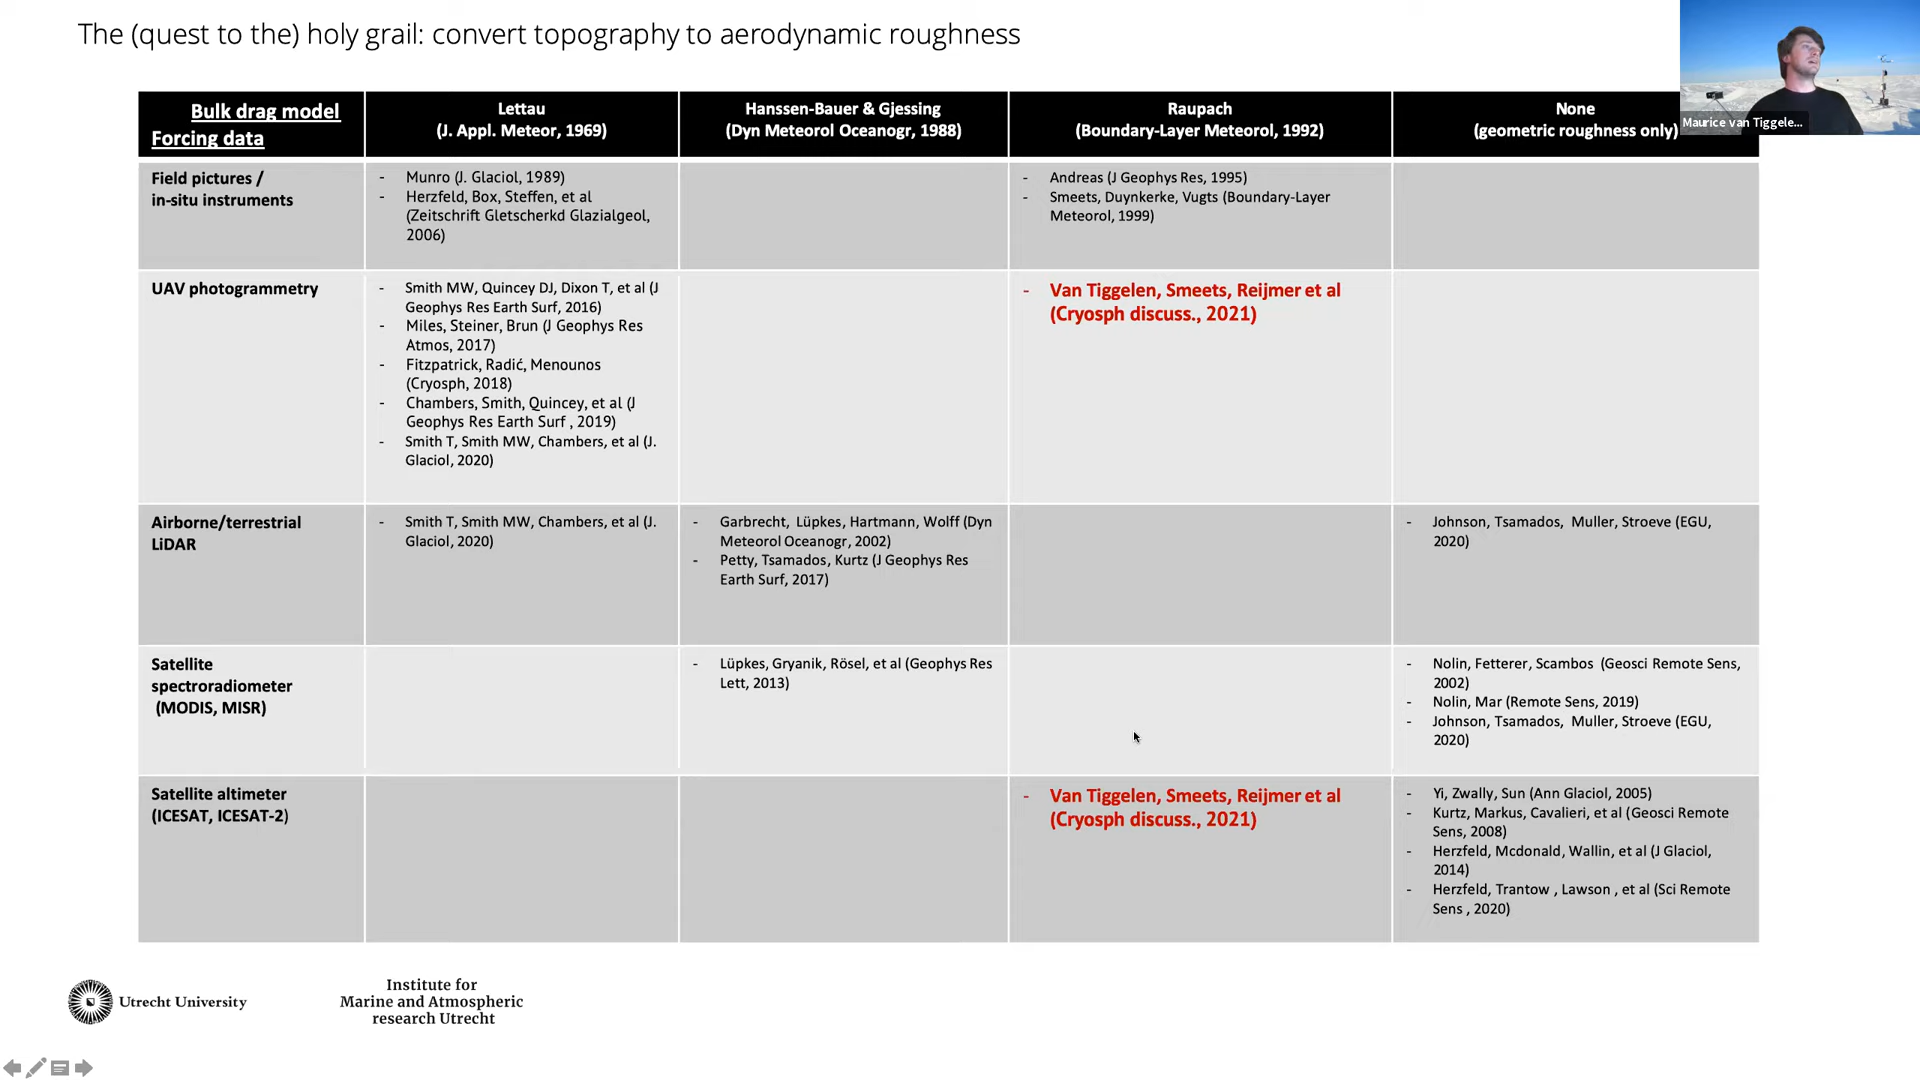 The (quest to the) holy grail: convert topography to aerodynamic roughness
Maurice van Tiggele...
Bulk drag model
Forcing data
Lettau
(J. Appl. Meteor, 1969)
Hanssen-Bauer & Gjessing
(Dyn Meteorol Oceanogr, 1988)
Raupach
(Boundary-Layer Meteorol, 1992)
None
(geometric roughness only)
Field pictures /
in-situ instruments
- Munro (J. Glaciol, 1989)
- Herzfeld, Box, Steffen, et al
(Zeitschrift Gletscherkd Glazialgeol,
2006)
- Andreas (J Geophys Res, 1995)
- Smeets, Duynkerke, Vugts (Boundary-Layer
Meteorol, 1999)
UAV photogrammetry
- Smith MW, Quincey DJ, Dixon T, et al (J
Geophys Res Earth Surf, 2016)
- Miles, Steiner, Brun (J Geophys Res
Atmos, 2017)
- Fitzpatrick, Radić, Menounos
(Cryosph, 2018)
- Chambers, Smith, Quincey, et al (J
Geophys Res Earth Surf , 2019)
- Smith T, Smith MW, Chambers, et al (J.
Glaciol, 2020)
- Van Tiggelen, Smeets, Reijmer et al
(Cryosph discuss., 2021)
Airborne/terrestrial
LiDAR
- Smith T, Smith MW, Chambers, et al (J.
Glaciol, 2020)
- Garbrecht, Lüpkes, Hartmann, Wolff (Dyn
Meteorol Oceanogr, 2002)
- Petty, Tsamados, Kurtz (J Geophys Res
Earth Surf, 2017)
- Johnson, Tsamados, Muller, Stroeve (EGU,
2020)
Satellite
spectroradiometer
(MODIS, MISR)
- Lüpkes, Gryanik, Rösel, et al (Geophys Res
Lett, 2013)
- Nolin, Fetterer, Scambos (Geosci Remote Sens,
2002)
- Nolin, Mar (Remote Sens, 2019)
- Johnson, Tsamados, Muller, Stroeve (EGU,
2020)
Satellite altimeter
(ICESAT, ICESAT-2)
- Van Tiggelen, Smeets, Reijmer et al
(Cryosph discuss., 2021)
- Yi, Zwally, Sun (Ann Glaciol, 2005)
- Kurtz, Markus, Cavalieri, et al (Geosci Remote
Sens, 2008)
- Herzfeld, Mcdonald, Wallin, et al (J Glaciol,
2014)
- Herzfeld, Trantow , Lawson , et al (Sci Remote
Sens , 2020)
Utrecht University
Institute for
Marine and Atmospheric
research Utrecht